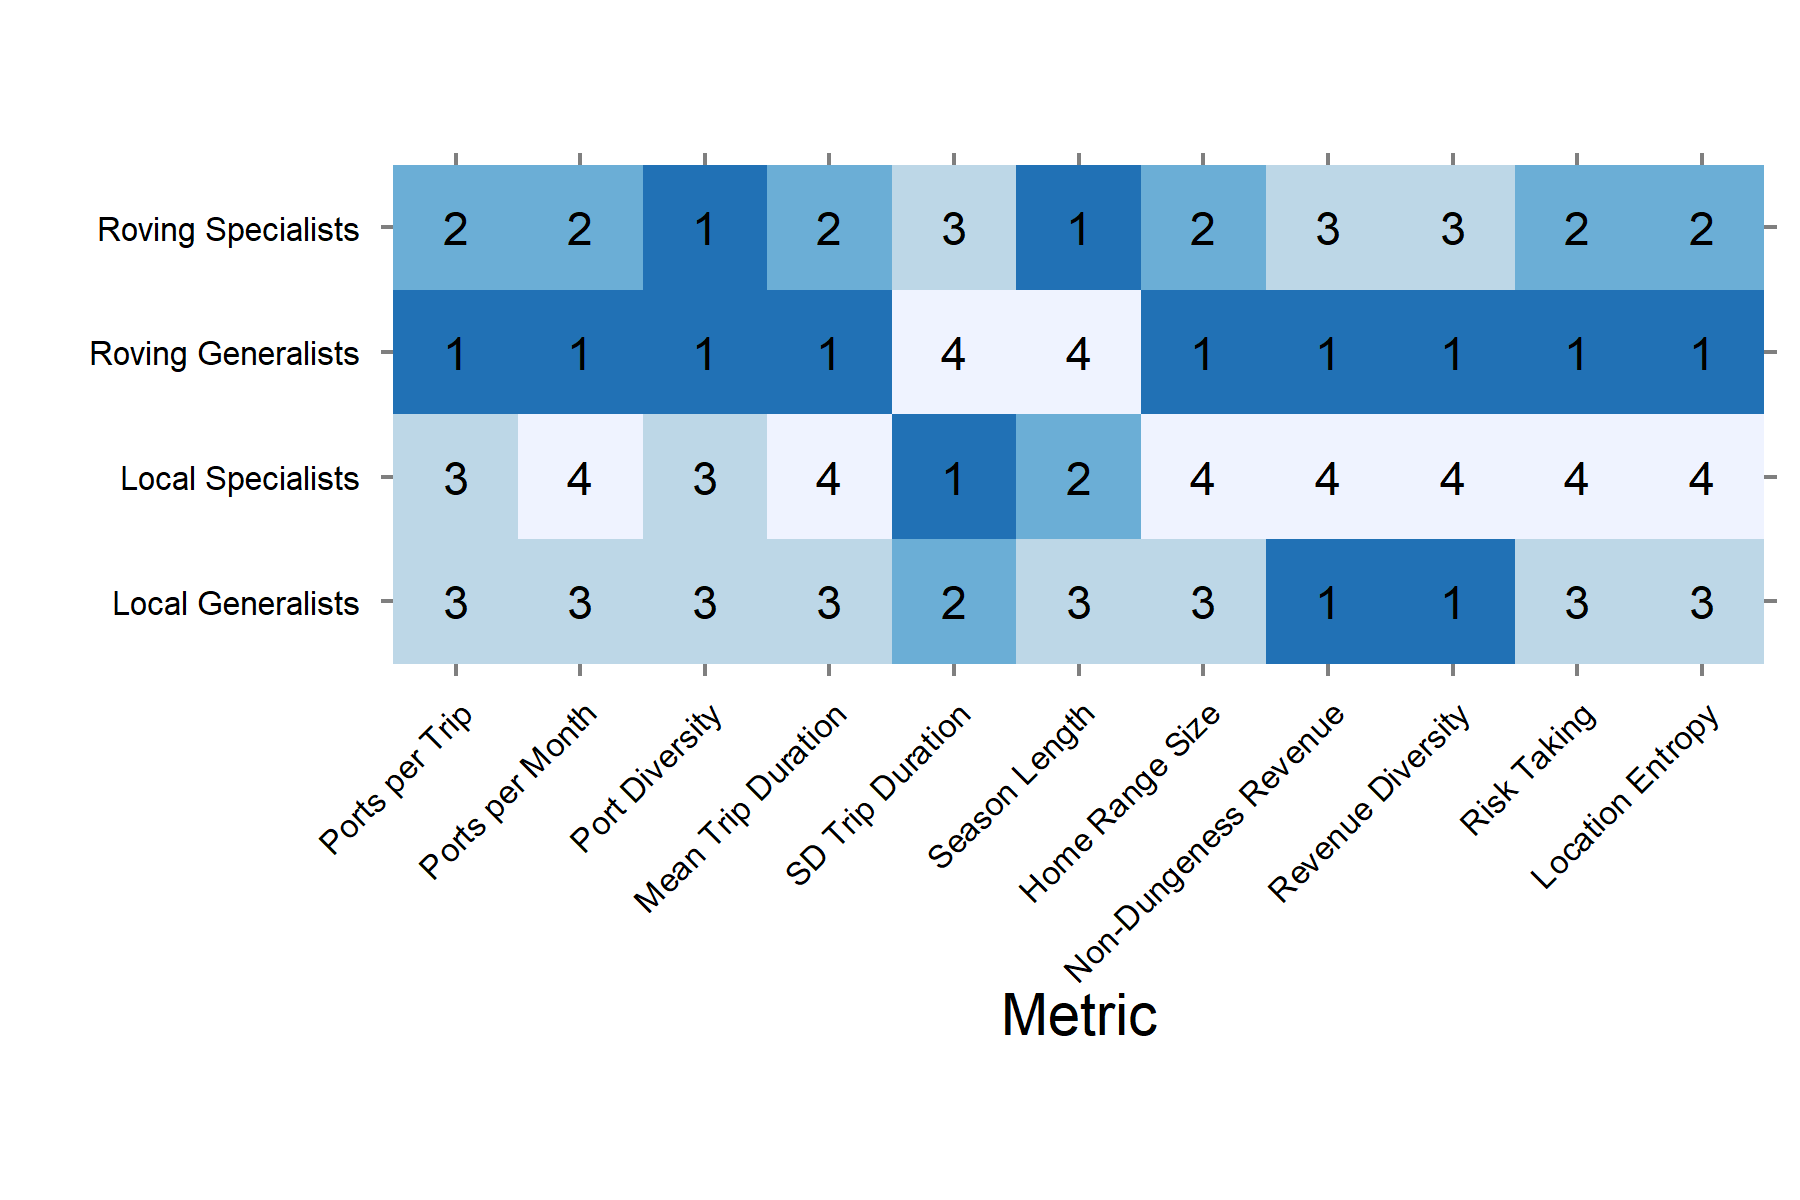 Roving Specialists 2 2 1 2 3 1 2 3 3 2 2
Roving Generalists 1 1 1 1 4 4 1 1 1 1 1
Local Specialists 3 4 3 4 1 2 4 4 4 4 4
Local Generalists 3 3 3 3 2 3 3 1 1 3 3
Ports per Trip
Ports per Month
Port Diversity
Mean Trip Duration
SD Trip Duration
Season Length
Home Range Size
Non-Dungeness Revenue
Revenue Diversity
Risk Taking
Location Entropy
Metric